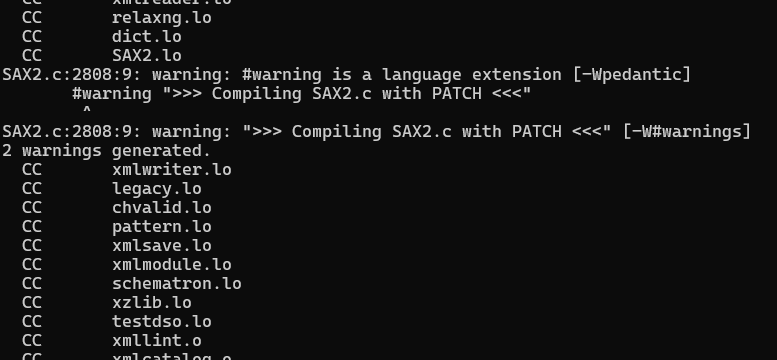 CC xmlreader.lo
CC relaxng.lo
CC dict.lo
CC SAX2.lo
SAX2.c:2808:9: warning: #warning is a language extension [-Wpedantic]
#warning ">>> Compiling SAX2.c with PATCH <<<"
^
SAX2.c:2808:9: warning: ">>> Compiling SAX2.c with PATCH <<<" [-W#warnings]
2 warnings generated.
CC xmlwriter.lo
CC legacy.lo
CC chvalid.lo
CC pattern.lo
CC xmlsave.lo
CC xmlmodule.lo
CC schematron.lo
CC xzlib.lo
CC testdso.lo
CC xmllint.o
CC xmlcatalog.o